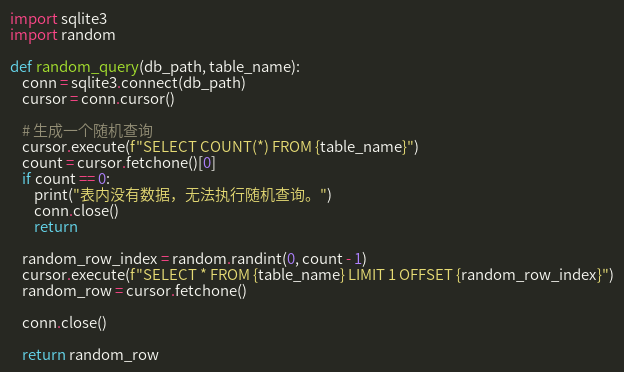 import sqlite3
import random

def random_query(db_path, table_name):
    conn = sqlite3.connect(db_path)
    cursor = conn.cursor()

    # 生成一个随机查询
    cursor.execute(f"SELECT COUNT(*) FROM {table_name}")
    count = cursor.fetchone()[0]
    if count == 0:
        print("表内没有数据，无法执行随机查询。")
        conn.close()
        return

    random_row_index = random.randint(0, count - 1)
    cursor.execute(f"SELECT * FROM {table_name} LIMIT 1 OFFSET {random_row_index}")
    random_row = cursor.fetchone()

    conn.close()

    return random_row